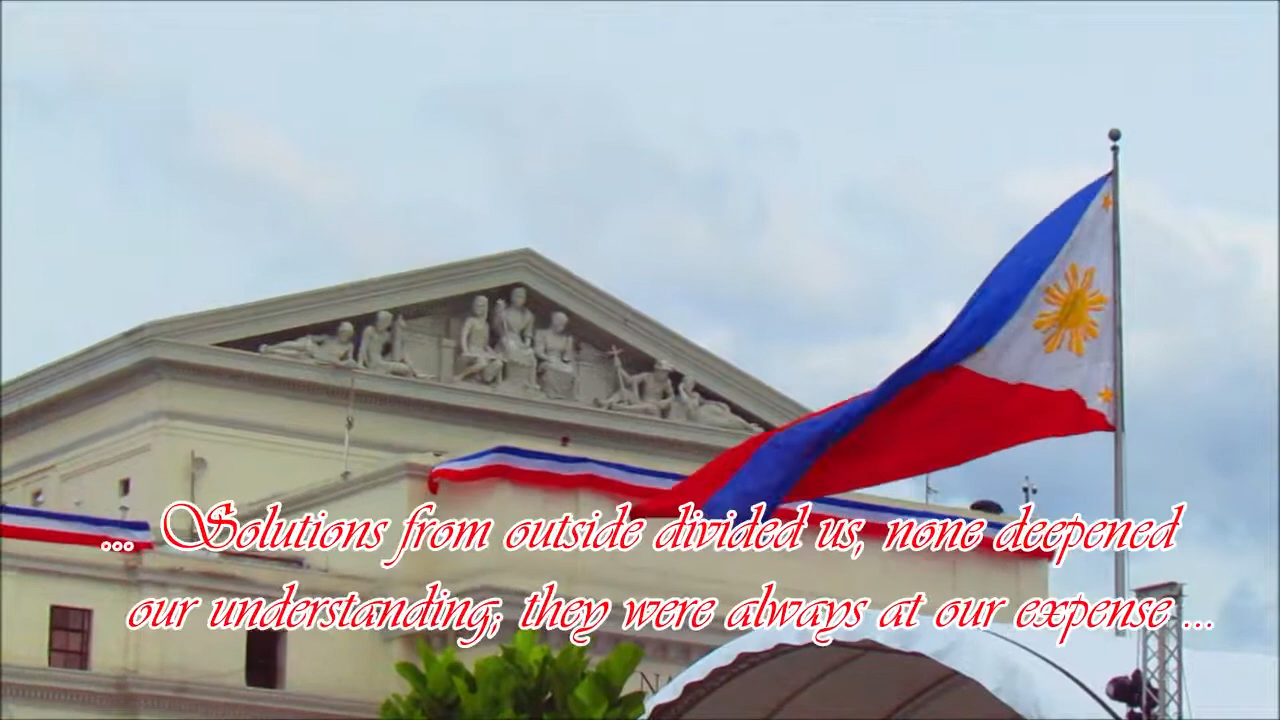 ... Solutions from outside divided us, none deepened
our understanding; they were always at our expense ...